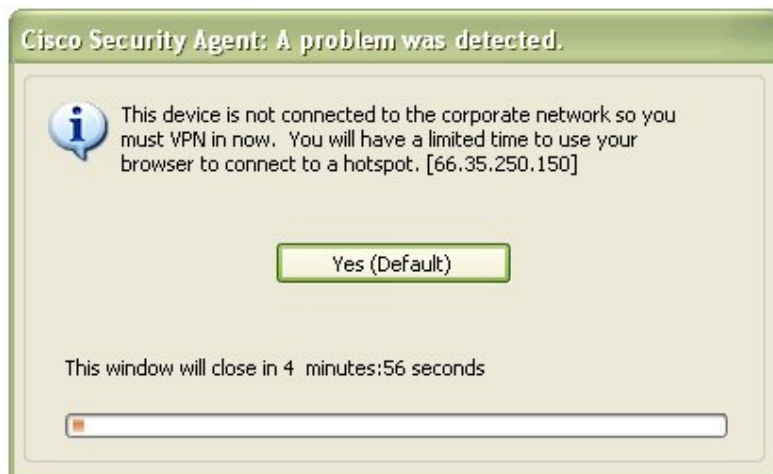 Cisco Security Agent: A problem was detected.
This device is not connected to the corporate network so you
must VPN in now.  You will have a limited time to use your
browser to connect to a hotspot. [66.35.250.150]
Yes (Default)
This window will close in 4  minutes:56 seconds